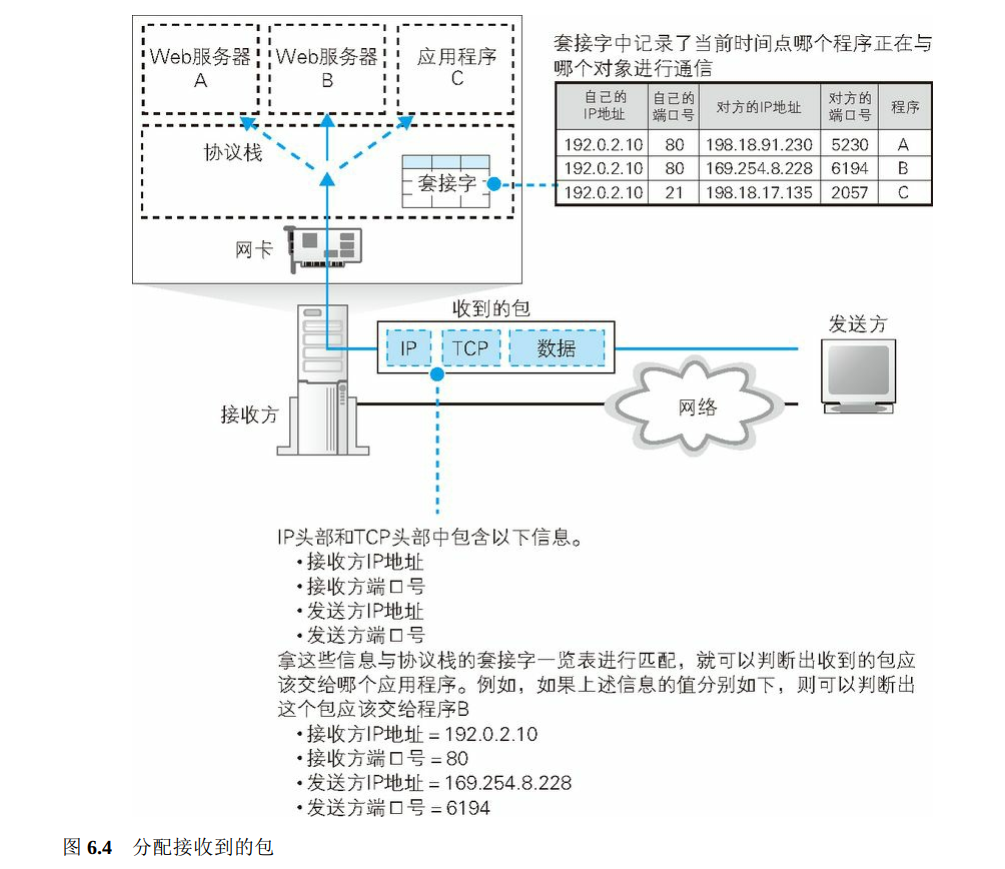 Web服务器
A
Web服务器
B
应用程序
C
协议栈
套接字
网卡
套接字中记录了当前时间点哪个程序正在与
哪个对象进行通信
自己的IP地址 自己的端口号 对方的IP地址 对方的端口号 程序
192.0.2.10 80 198.18.91.230 5230 A
192.0.2.10 80 169.254.8.228 6194 B
192.0.2.10 21 198.18.17.135 2057 C
收到的包
IP TCP 数据
发送方
接收方
网络
IP头部和TCP头部中包含以下信息。
•接收方IP地址
•接收方端口号
•发送方IP地址
•发送方端口号
拿这些信息与协议栈的套接字一览表进行匹配，就可以判断出收到的包应
该交给哪个应用程序。例如，如果上述信息的值分别如下，则可以判断出
这个包应该交给程序B
•接收方IP地址 = 192.0.2.10
•接收方端口号 = 80
•发送方IP地址 = 169.254.8.228
•发送方端口号 = 6194
图 6.4 分配接收到的包